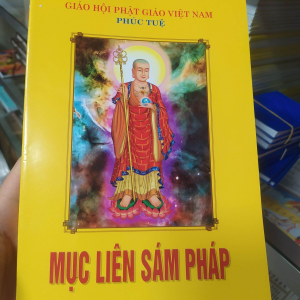 GIÁO HỘI PHẬT GIÁO VIỆT NAM
PHÚC TUỆ
MỤC LIÊN SÁM PHÁP